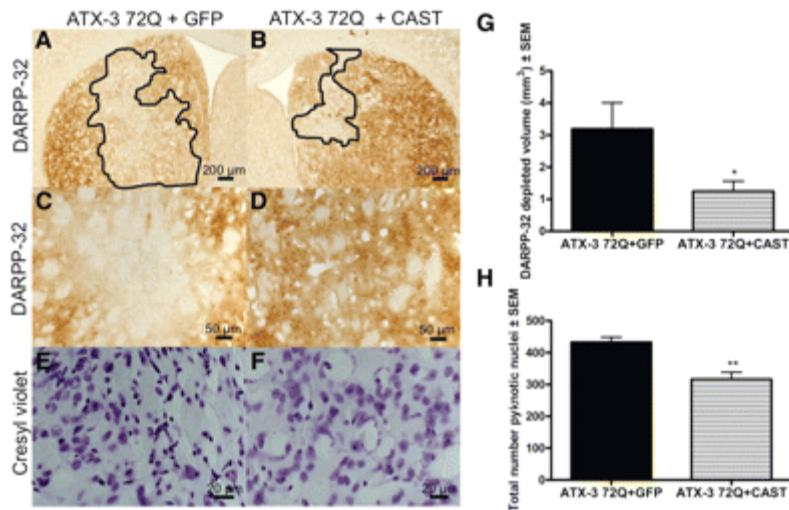 ATX-3 72Q + GFP
ATX-3 72Q + CAST
A
B
DARPP-32
200 µm
200 µm
C
D
DARPP-32
50 µm
50 µm
E
F
Cresyl violet
20 µm
20 µm
G
DARPP-32 depleted volume (mm³) ± SEM
5
4
3
2
1
0
*
ATX-3 72Q+GFP
ATX-3 72Q+CAST
H
Total number pyknotic nuclei ± SEM
500
400
300
200
100
0
**
ATX-3 72Q+GFP
ATX-3 72Q+CAST